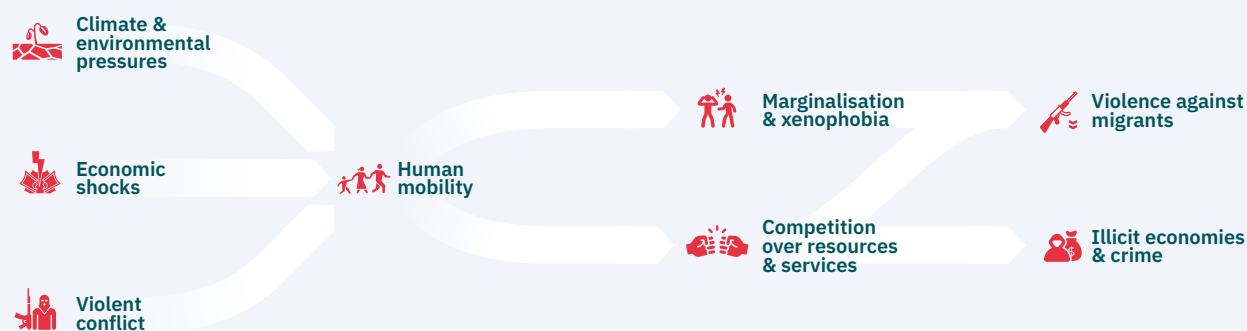 Climate &
environmental
pressures
Economic
shocks
Violent
conflict
Human
mobility
Marginalisation
& xenophobia
Competition
over resources
& services
Violence against
migrants
Illicit economies
& crime